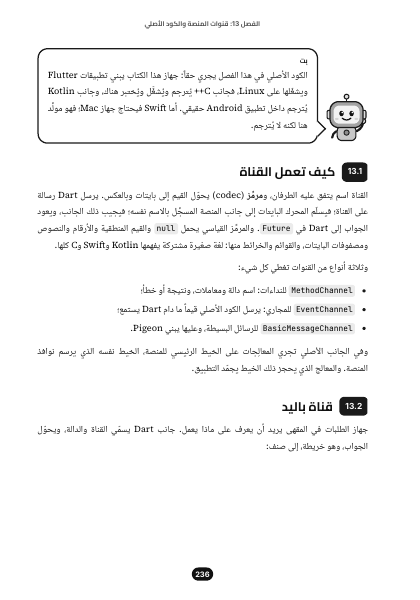 الفصل 13: قنوات المنصة والكود الأصلي
بِت
الكود الأصلي في هذا الفصل يجري حقاً: جهاز هذا الكتاب يبني تطبيقات Flutter
ويشغّلها على Linux، فجانب C++ يُترجم ويُشغَّل ويُختبر هناك، وجانب Kotlin
يُترجم داخل تطبيق Android حقيقي. أما Swift فيحتاج جهاز Mac؛ فهو مولَّد
هنا لكنه لا يُترجم.
13.1 كيف تعمل القناة
القناة اسم يتفق عليه الطرفان، ومرمّز (codec) يحوّل القيم إلى بايتات وبالعكس. يرسل Dart رسالة
على القناة؛ فيسلّم المحرك البايتات إلى جانب المنصة المسجَّل بالاسم نفسه؛ فيجيب ذلك الجانب، ويعود
الجواب إلى Dart في Future. والمرمّز القياسي يحمل null والقيم المنطقية والأرقام والنصوص
ومصفوفات البايتات، والقوائم والخرائط منها: لغة صغيرة مشتركة يفهمها Kotlin وSwift وC كلها.
وثلاثة أنواع من القنوات تغطي كل شيء:
• MethodChannel للنداءات: اسم دالة ومعاملات، ونتيجة أو خطأ؛
• EventChannel للمجاري: يرسل الكود الأصلي قيماً ما دام Dart يستمع؛
• BasicMessageChannel للرسائل البسيطة، وعليها يبني Pigeon.
وفي الجانب الأصلي تجري المعالِجات على الخيط الرئيسي للمنصة، الخيط نفسه الذي يرسم نوافذ
المنصة. والمعالج الذي يحجز ذلك الخيط يجمّد التطبيق.
13.2 قناة باليد
جهاز الطلبات في المقهى يريد أن يعرف على ماذا يعمل. جانب Dart يسمّي القناة والدالة، ويحوّل
الجواب، وهو خريطة، إلى صنف:
236